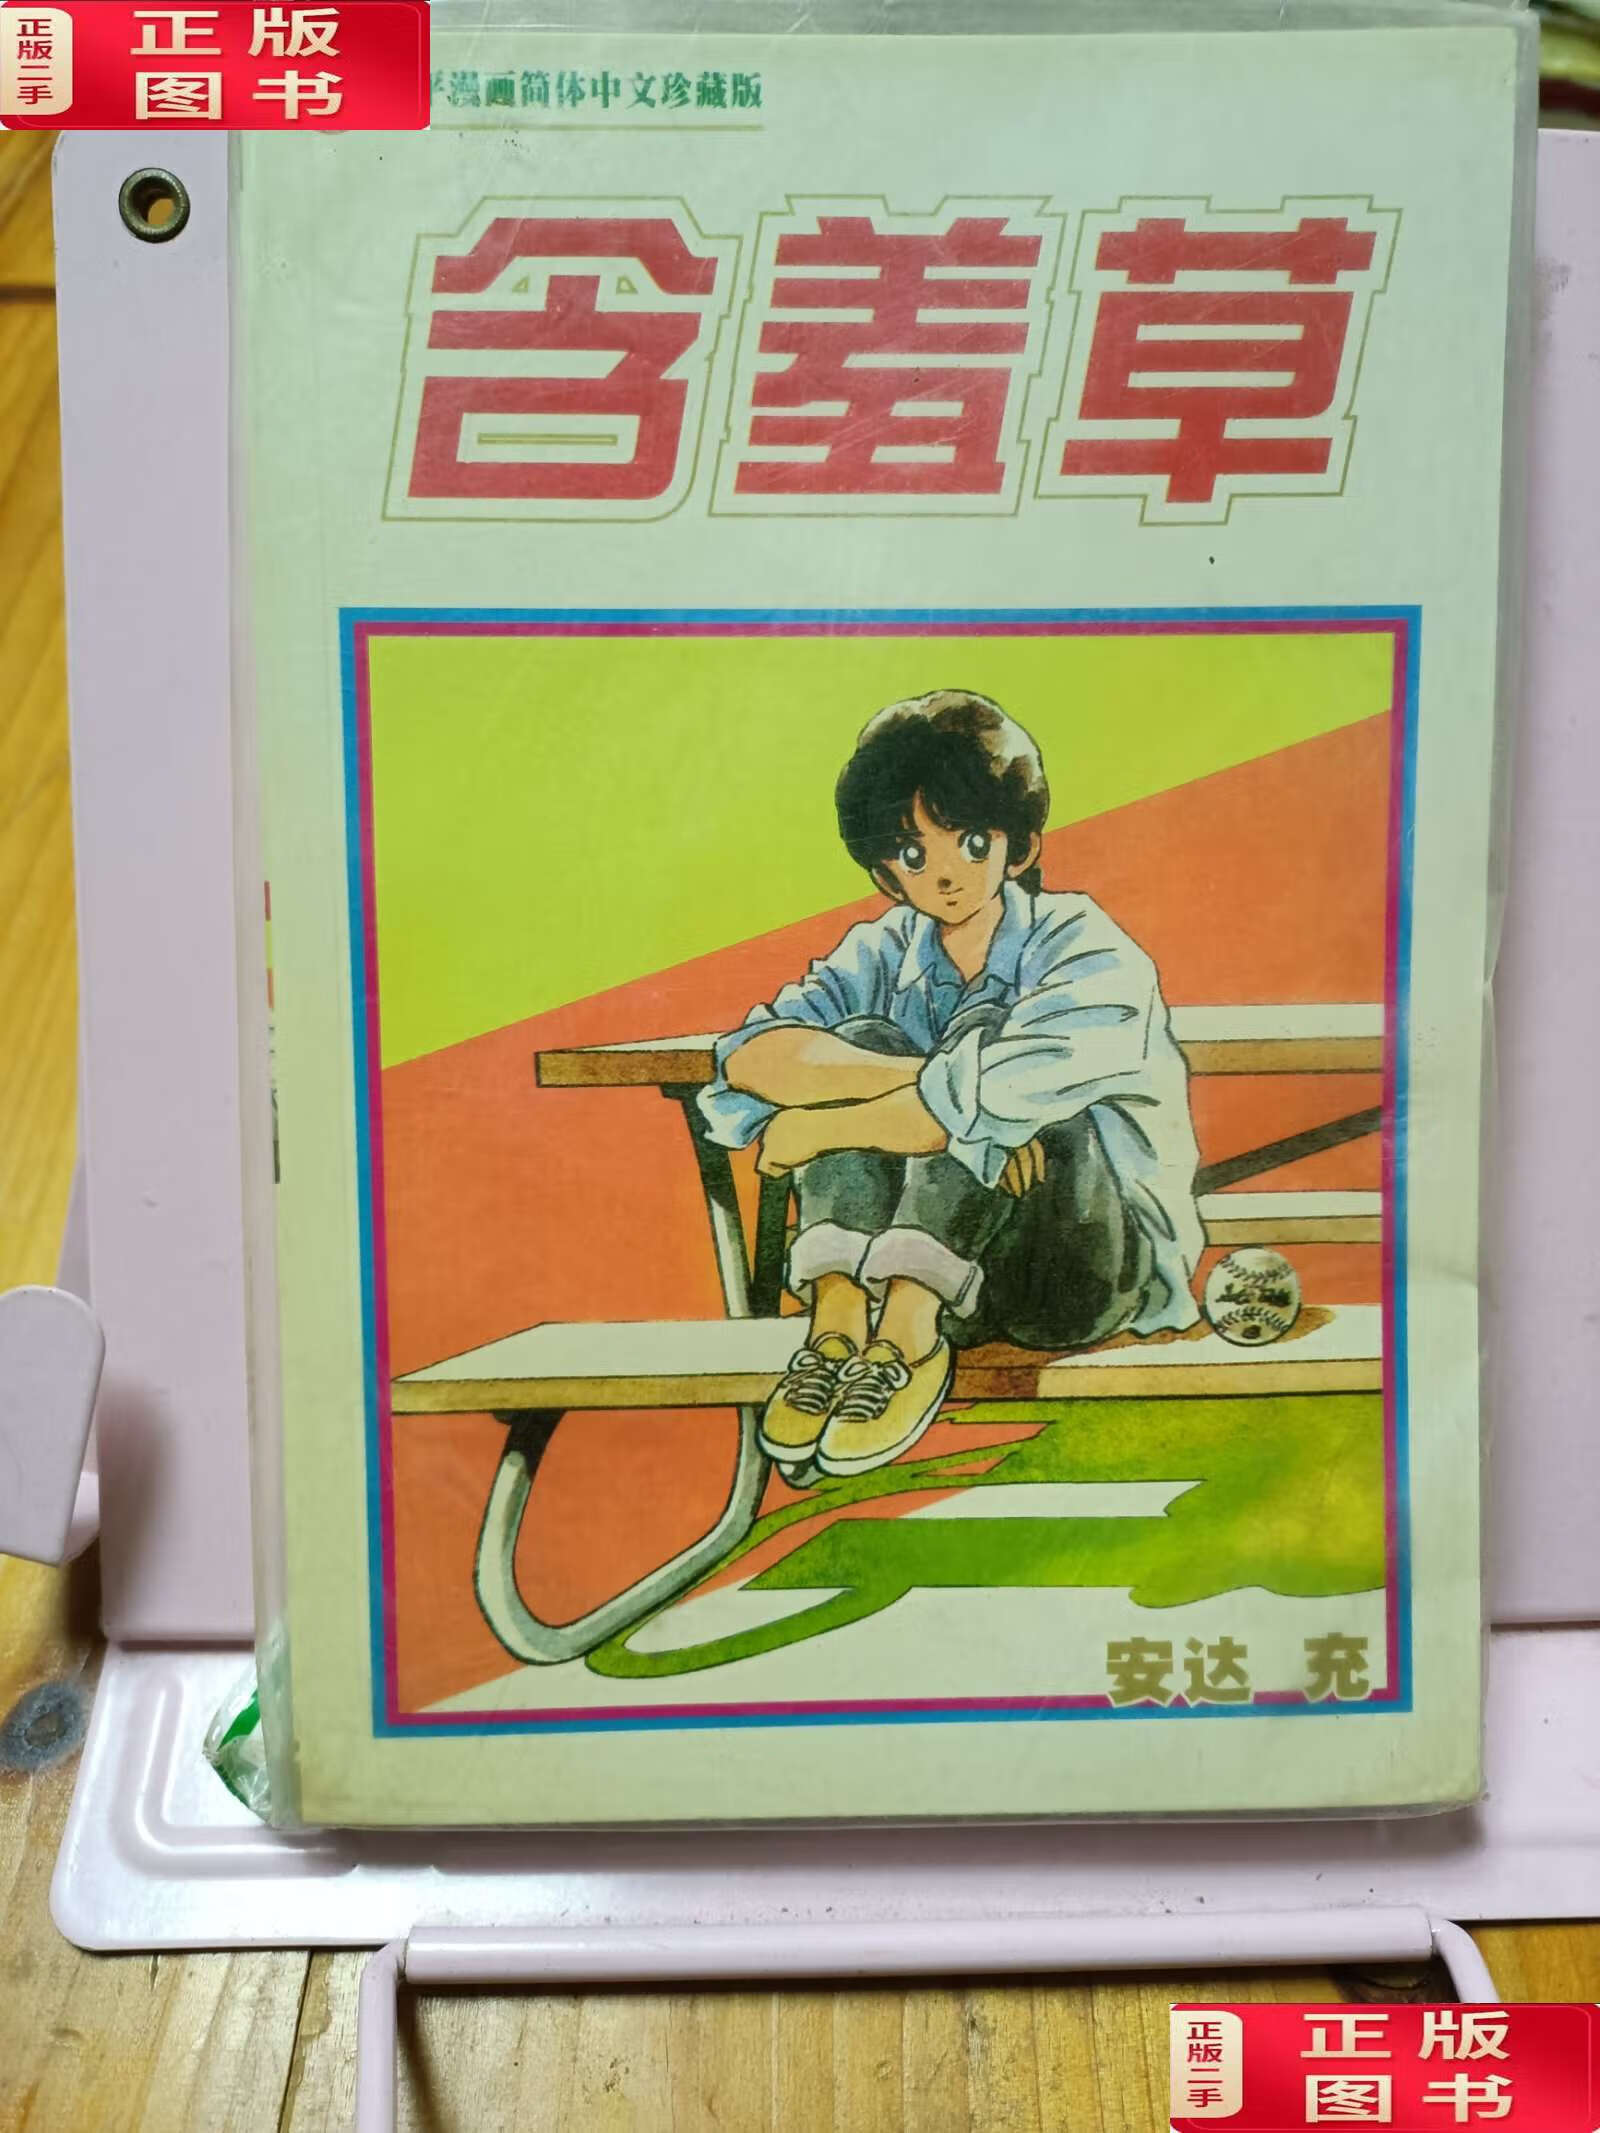 正版二手
正版
图书
漫画简体中文珍藏版
含羞草
安达 充
正版二手
正版
图书